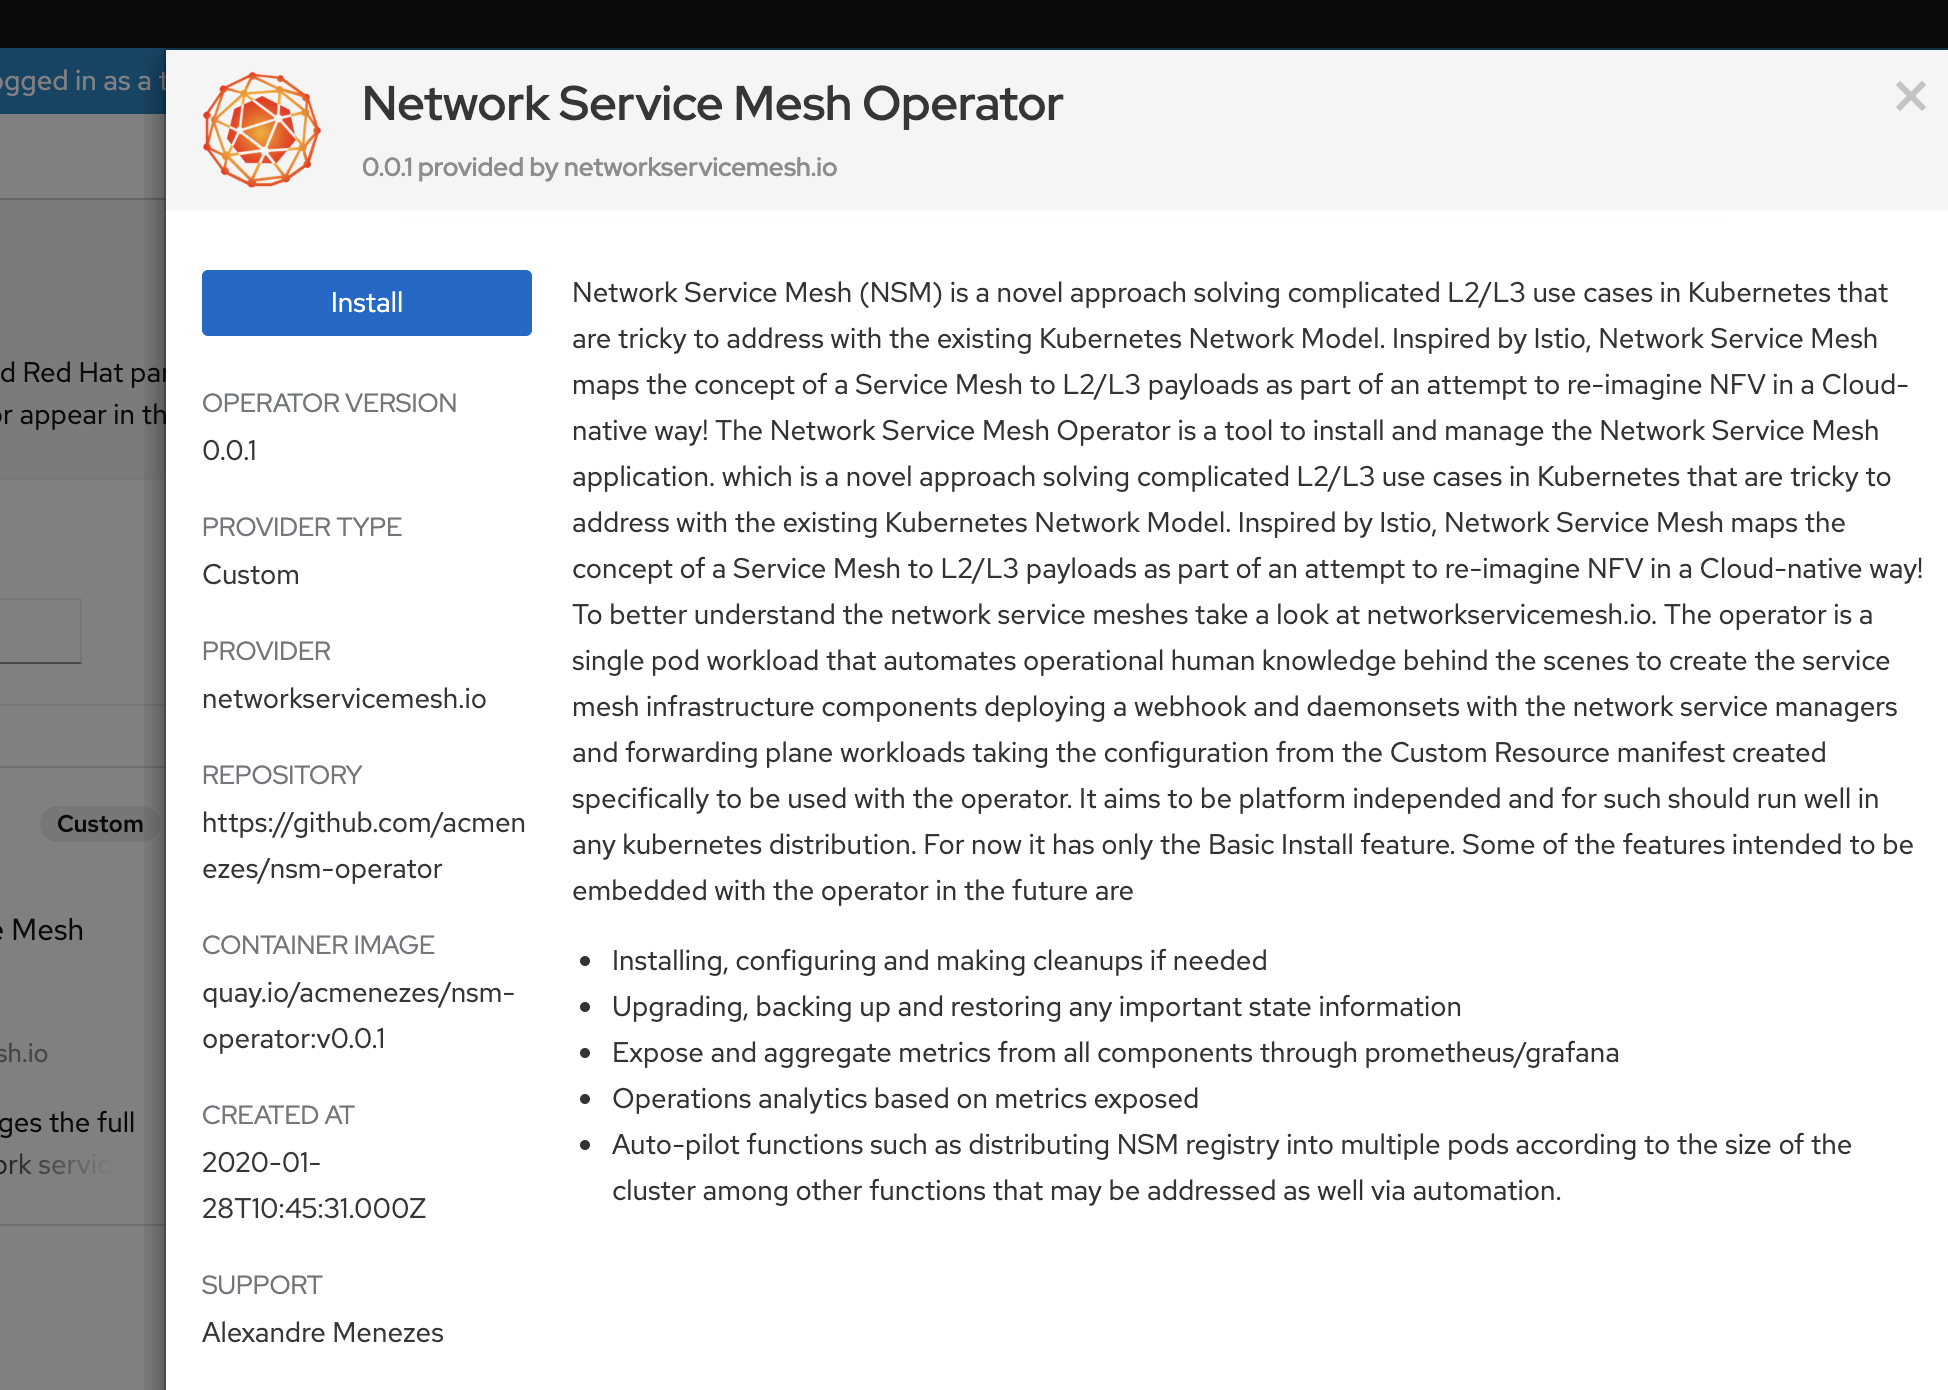 ogged in as a t
Network Service Mesh Operator
0.0.1 provided by networkservicemesh.io
d Red Hat par
or appear in th
Custom
e Mesh
sh.io
ges the full
ork servic
Install
OPERATOR VERSION
0.0.1
PROVIDER TYPE
Custom
PROVIDER
networkservicemesh.io
REPOSITORY
https://github.com/acmen
ezes/nsm-operator
CONTAINER IMAGE
quay.io/acmenezes/nsm-
operator:v0.0.1
CREATED AT
2020-01-
28T10:45:31.000Z
SUPPORT
Alexandre Menezes
Network Service Mesh (NSM) is a novel approach solving complicated L2/L3 use cases in Kubernetes that
are tricky to address with the existing Kubernetes Network Model. Inspired by Istio, Network Service Mesh
maps the concept of a Service Mesh to L2/L3 payloads as part of an attempt to re-imagine NFV in a Cloud-
native way! The Network Service Mesh Operator is a tool to install and manage the Network Service Mesh
application. which is a novel approach solving complicated L2/L3 use cases in Kubernetes that are tricky to
address with the existing Kubernetes Network Model. Inspired by Istio, Network Service Mesh maps the
concept of a Service Mesh to L2/L3 payloads as part of an attempt to re-imagine NFV in a Cloud-native way!
To better understand the network service meshes take a look at networkservicemesh.io. The operator is a
single pod workload that automates operational human knowledge behind the scenes to create the service
mesh infrastructure components deploying a webhook and daemonsets with the network service managers
and forwarding plane workloads taking the configuration from the Custom Resource manifest created
specifically to be used with the operator. It aims to be platform independed and for such should run well in
any kubernetes distribution. For now it has only the Basic Install feature. Some of the features intended to be
embedded with the operator in the future are
• Installing, configuring and making cleanups if needed
• Upgrading, backing up and restoring any important state information
• Expose and aggregate metrics from all components through prometheus/grafana
• Operations analytics based on metrics exposed
• Auto-pilot functions such as distributing NSM registry into multiple pods according to the size of the
cluster among other functions that may be addressed as well via automation.